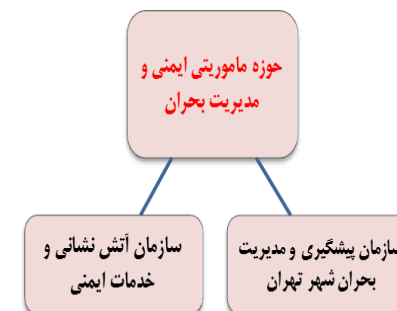 حوزه ماموریتی ایمنی و
مدیریت بحران
سازمان پیشگیری و مدیریت
بحران شهر تهران
سازمان آتش نشانی و
خدمات ایمنی